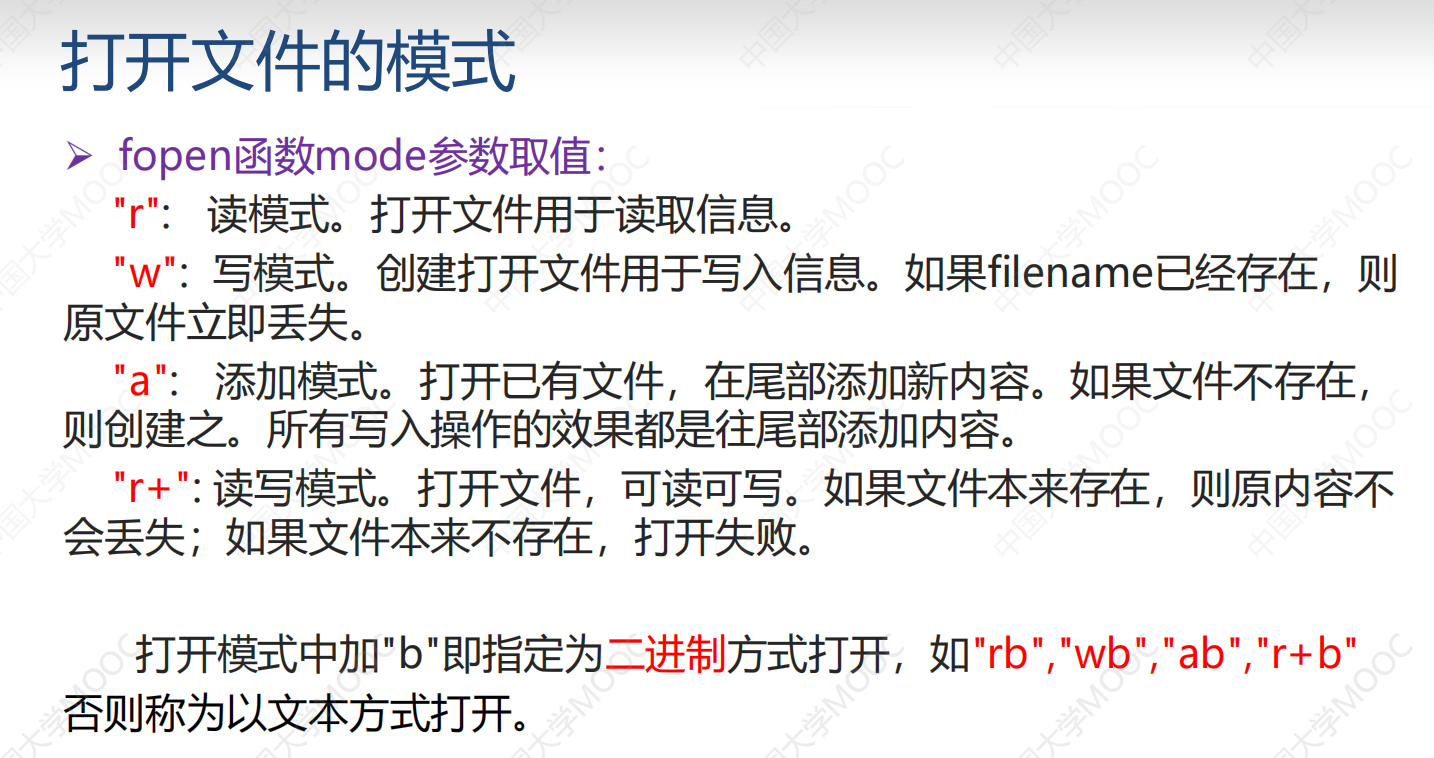 打开文件的模式
➢ fopen函数mode参数取值：
"r"： 读模式。打开文件用于读取信息。
"w"：写模式。创建打开文件用于写入信息。如果filename已经存在，则
原文件立即丢失。
"a"： 添加模式。打开已有文件，在尾部添加新内容。如果文件不存在，
则创建之。所有写入操作的效果都是往尾部添加内容。
"r+"：读写模式。打开文件，可读可写。如果文件本来存在，则原内容不
会丢失；如果文件本来不存在，打开失败。
打开模式中加"b"即指定为二进制方式打开，如"rb","wb","ab","r+b"
否则称为以文本方式打开。
中国大学MOOC